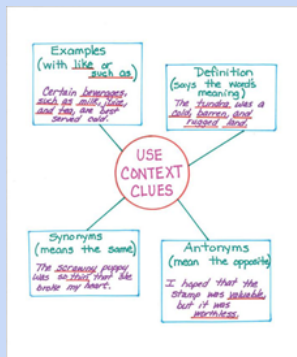 Examples
(with like or
such as)
Certain beverages,
such as milk, juice,
and tea, are best
served cold.
Definition
(says the word's
meaning)
The tundra was a
cold, barren, and
rugged land.
USE
CONTEXT
CLUES
Synonyms
(means the same)
The scrawny puppy
was so thin that she
broke my heart.
Antonyms
(mean the opposite)
I hoped that the
stamp was valuable,
but it was
worthless.